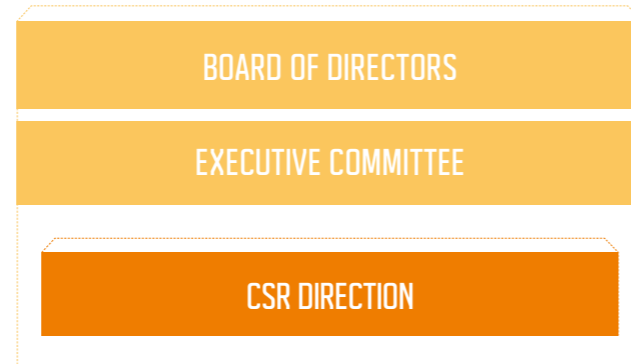 BOARD OF DIRECTORS
EXECUTIVE COMMITTEE
CSR DIRECTION